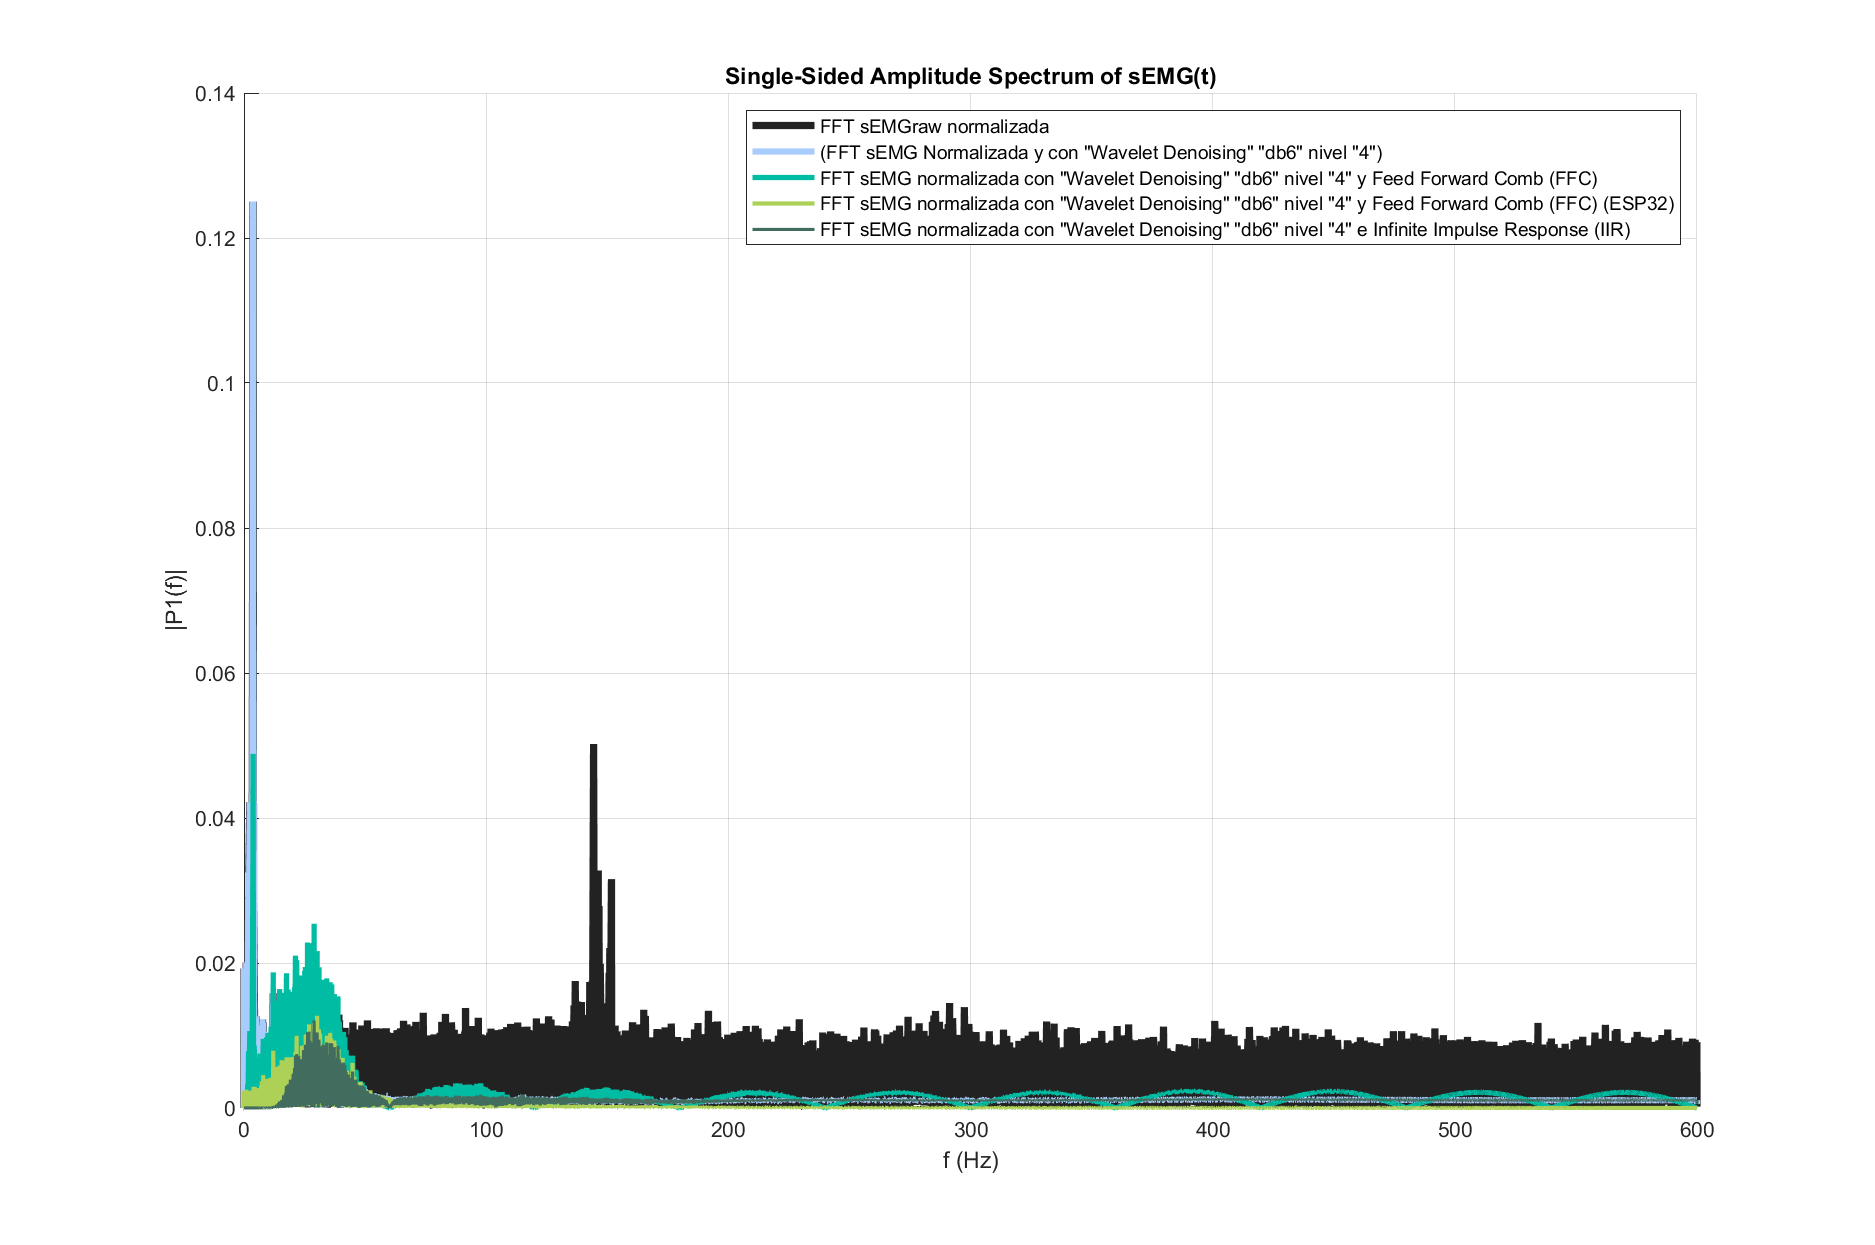 Single-Sided Amplitude Spectrum of sEMG(t)
FFT sEMGraw normalizada
(FFT sEMG Normalizada y con "Wavelet Denoising" "db6" nivel "4")
FFT sEMG normalizada con "Wavelet Denoising" "db6" nivel "4" y Feed Forward Comb (FFC)
FFT sEMG normalizada con "Wavelet Denoising" "db6" nivel "4" y Feed Forward Comb (FFC) (ESP32)
FFT sEMG normalizada con "Wavelet Denoising" "db6" nivel "4" e Infinite Impulse Response (IIR)
0.14
0.12
0.1
0.08
0.06
0.04
0.02
0
|P1(f)|
0 100 200 300 400 500 600
f (Hz)